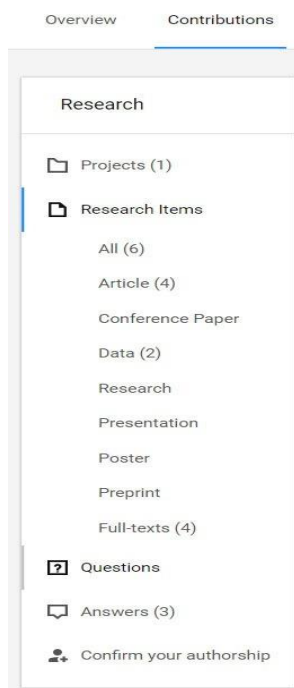 Overview Contributions
Research
Projects (1)
Research Items
All (6)
Article (4)
Conference Paper
Data (2)
Research
Presentation
Poster
Preprint
Full-texts (4)
Questions
Answers (3)
Confirm your authorship